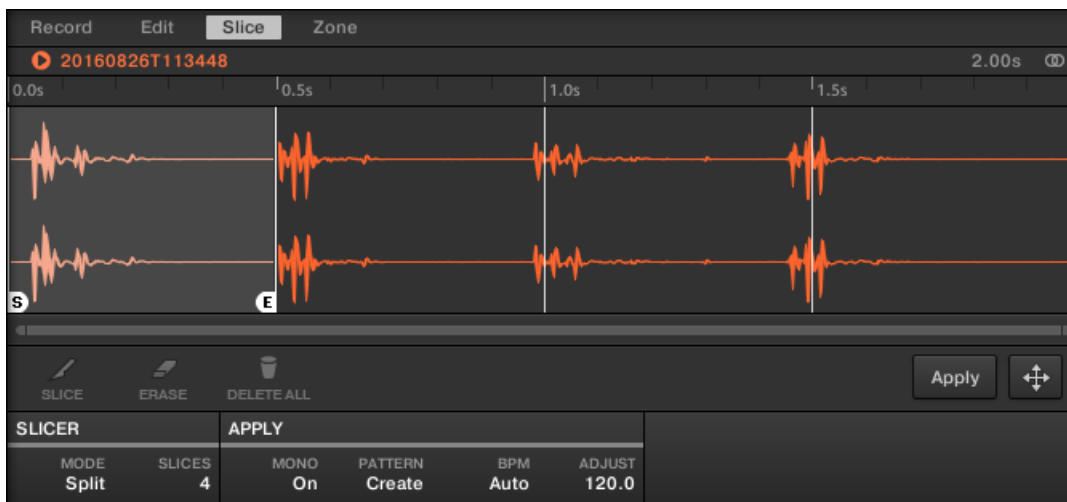 Record Edit Slice Zone
20160826T113448 2.00s
0.0s 0.5s 1.0s 1.5s
S E
SLICE ERASE DELETE ALL Apply
SLICER APPLY
MODE SLICES MONO PATTERN BPM ADJUST
Split 4 On Create Auto 120.0